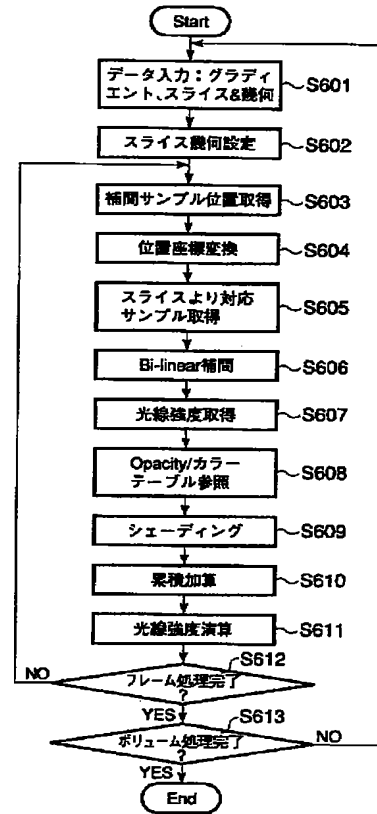 Start
データ入力：グラディ
エント、スライス&幾何
S601
スライス幾何設定
S602
補間サンプル位置取得
S603
位置座標変換
S604
スライスより対応
サンプル取得
S605
Bi-linear補間
S606
光線強度取得
S607
Opacity/カラー
テーブル参照
S608
シェーディング
S609
累積加算
S610
光線強度演算
S611
S612
NO
フレーム処理完了
?
YES
S613
NO
ボリューム処理完了
?
YES
End